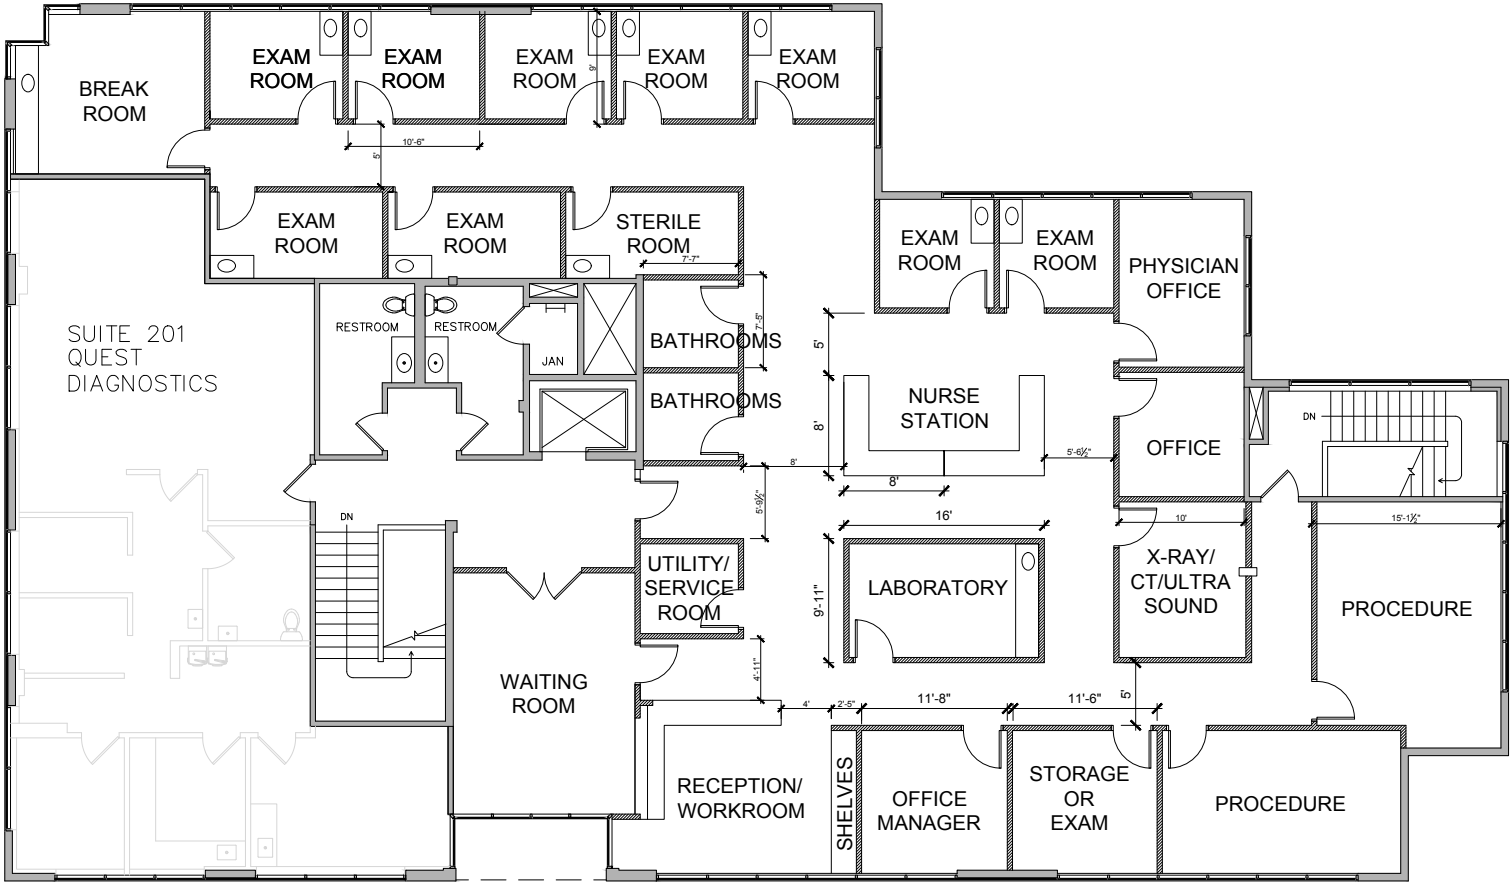 BREAK
ROOM
EXAM
ROOM
EXAM
ROOM
EXAM
ROOM
EXAM
ROOM
EXAM
ROOM
9'
10'-6"
5'
EXAM
ROOM
EXAM
ROOM
STERILE
ROOM
7'-7"
EXAM
ROOM
EXAM
ROOM
PHYSICIAN
OFFICE
SUITE 201
QUEST
DIAGNOSTICS
RESTROOM
RESTROOM
JAN
BATHROOMS
7'-5"
BATHROOMS
5'
8'
NURSE
STATION
OFFICE
DN
8'
8'
5'-6½"
5'-9½"
16'
10'
15'-1½"
DN
UTILITY/
SERVICE
ROOM
9'-11"
LABORATORY
X-RAY/
CT/ULTRA
SOUND
PROCEDURE
WAITING
ROOM
4'-11"
4'
2'-5"
11'-8"
11'-6"
5'
RECEPTION/
WORKROOM
SHELVES
OFFICE
MANAGER
STORAGE
OR
EXAM
PROCEDURE